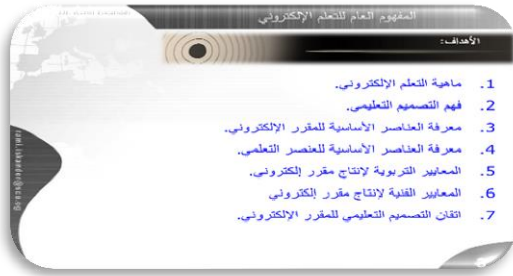 المفهوم العام للتعلم الإلكتروني
الأهداف:
1. ماهية التعلم الإلكتروني.
2. فهم التصميم التعليمي.
3. معرفة العناصر الأساسية للمقرر الإلكتروني.
4. معرفة العناصر الأساسية للعنصر التعلمي.
5. المعايير التربوية لإنتاج مقرر إلكتروني.
6. المعايير الفنية لإنتاج مقرر إلكتروني
7. اتقان التصميم التعليمي للمقرر الإلكتروني.